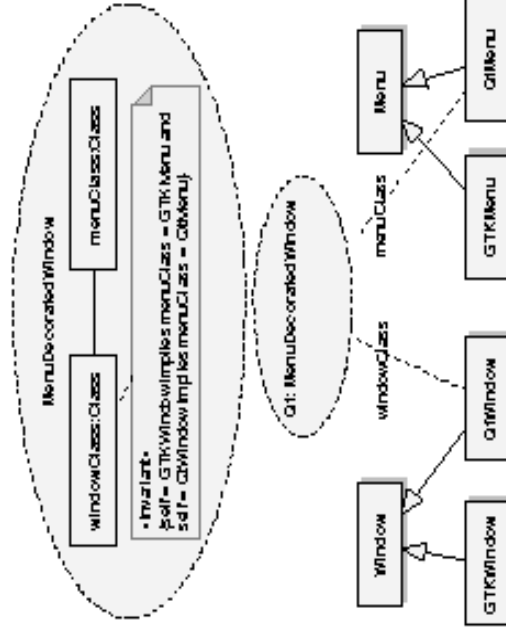 MenuDecoratedWindow
windowClass:Class
menuClass:Class
«invariant»
{self = GTKWindow implies menuClass = GTKMenu and
self = QtWindow implies menuClass = QtMenu}
Qt: MenuDecoratedWindow
windowClass
menuClass
Window
Menu
GTKWindow
QtWindow
GTKMenu
QtMenu